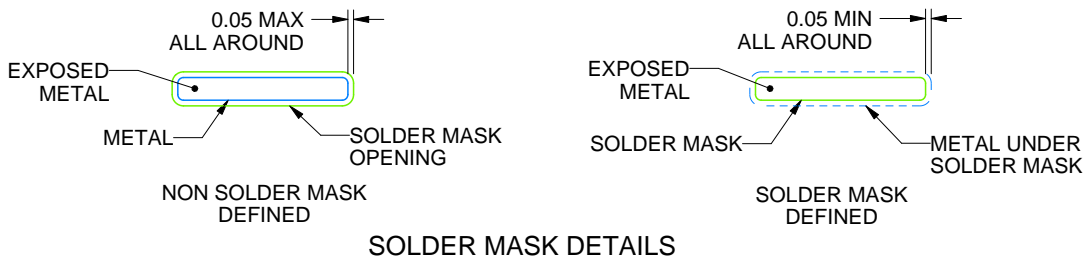 0.05 MAX
ALL AROUND
EXPOSED
METAL
METAL
SOLDER MASK
OPENING
NON SOLDER MASK
DEFINED
0.05 MIN
ALL AROUND
EXPOSED
METAL
SOLDER MASK
METAL UNDER
SOLDER MASK
SOLDER MASK
DEFINED
SOLDER MASK DETAILS